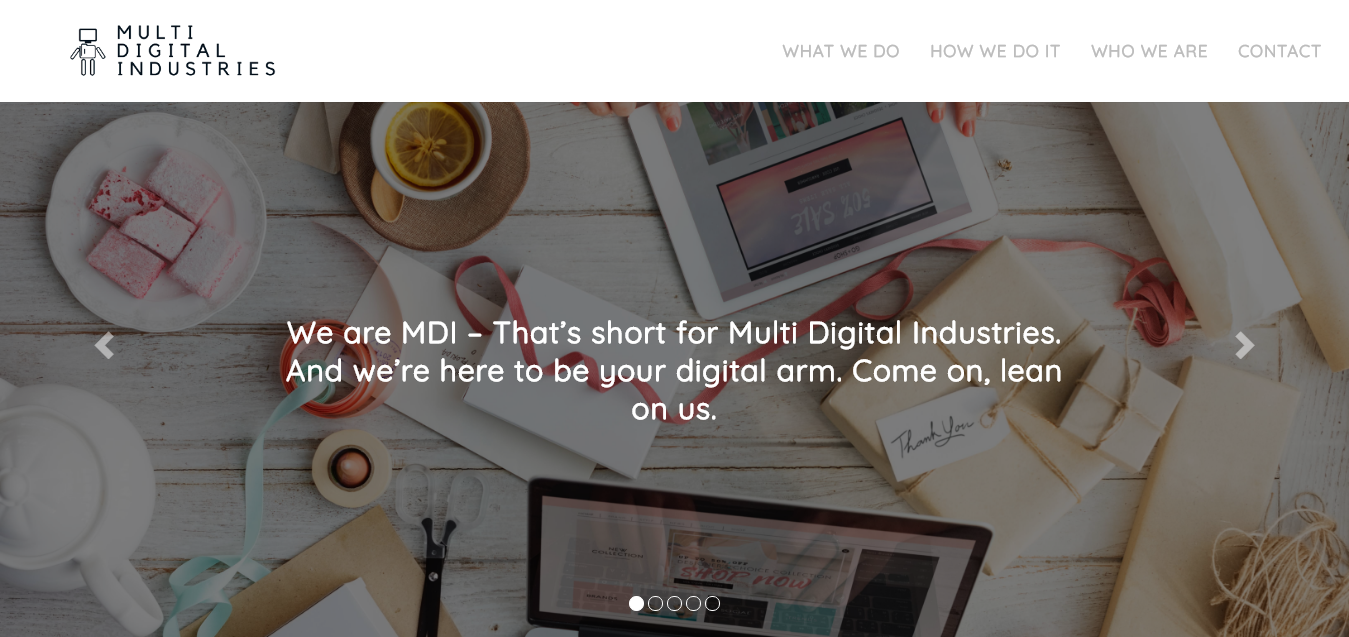 MULTI
DIGITAL
INDUSTRIES
WHAT WE DO HOW WE DO IT WHO WE ARE CONTACT
50% SALE
We are MDI – That’s short for Multi Digital Industries.
And we’re here to be your digital arm. Come on, lean
on us.
Thank You
NEW
COLLECTION
SHOP NOW